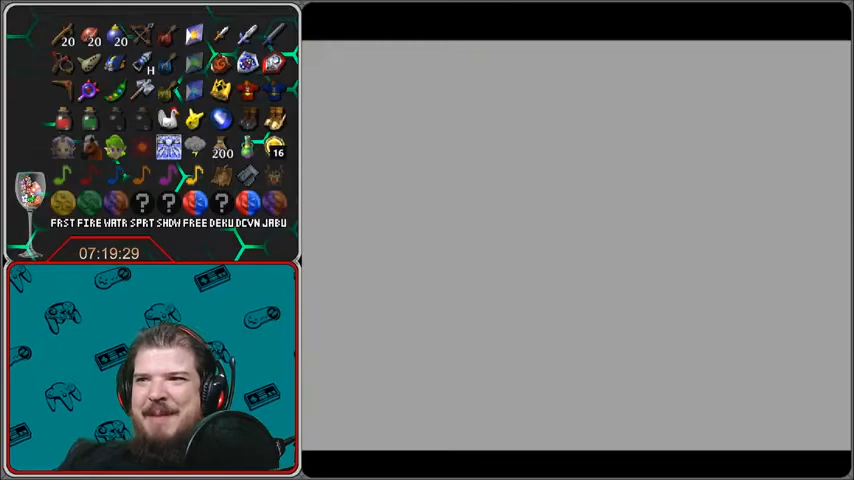 20 20 20
H
200 16
? ? ?
FRST FIRE WATR SPRT SHDW FREE DEKU DCVN JABU
07:19:29